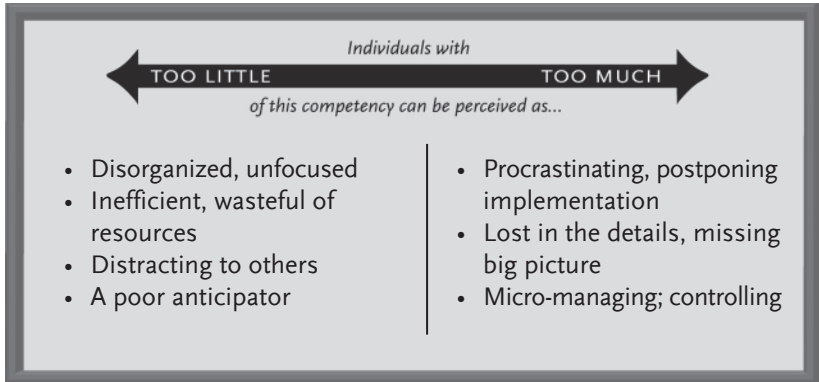 Individuals with
TOO LITTLE TOO MUCH
of this competency can be perceived as...
• Disorganized, unfocused
• Inefficient, wasteful of
resources
• Distracting to others
• A poor anticipator
• Procrastinating, postponing
implementation
• Lost in the details, missing
big picture
• Micro-managing; controlling